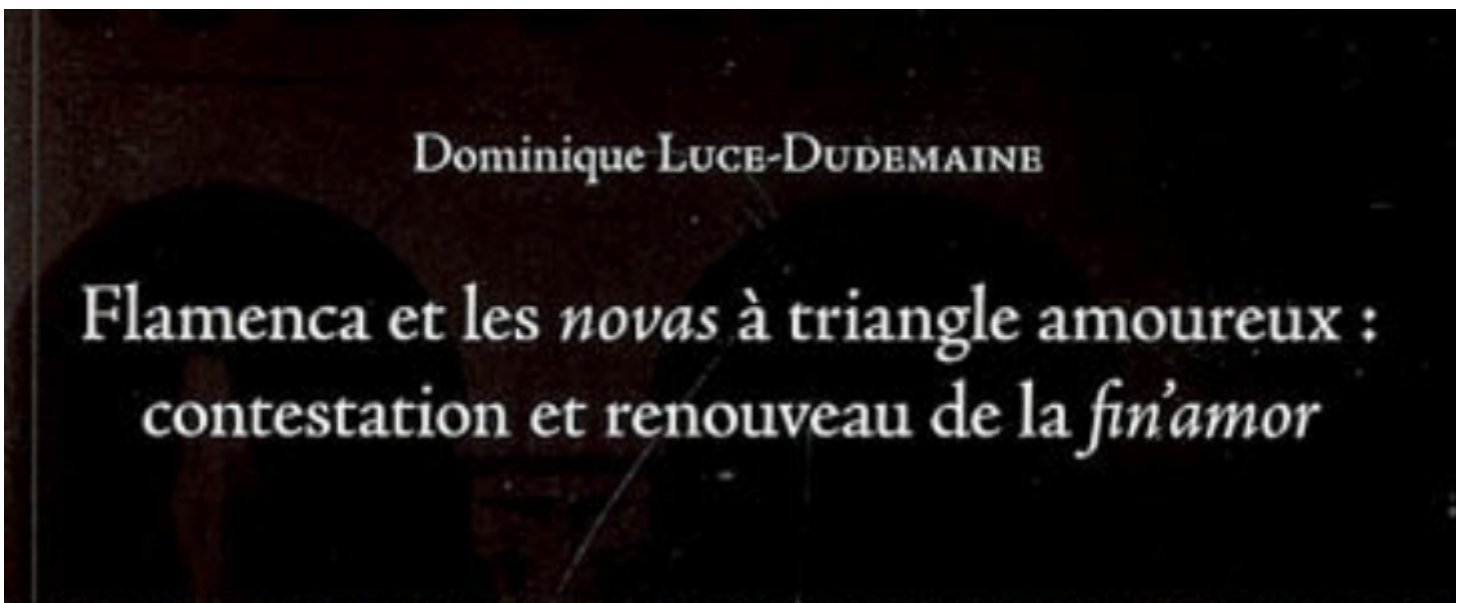 Dominique LUCE-DUDEMAINE
Flamenca et les novas à triangle amoureux :
contestation et renouveau de la fin'amor